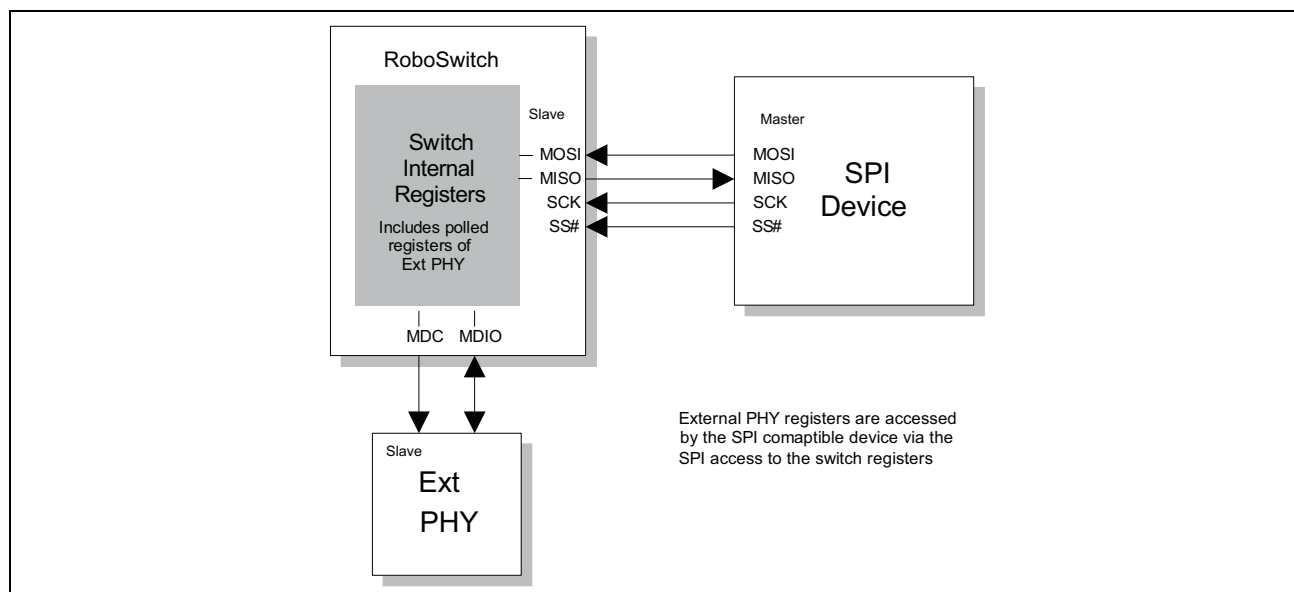 RoboSwitch
Switch
Internal
Registers
Includes polled
registers of
Ext PHY
Slave
MOSI
MISO
SCK
SS#
MDC MDIO
Master
MOSI
MISO
SCK
SS#
SPI
Device
Slave
Ext
PHY
External PHY registers are accessed
by the SPI comaptible device via the
SPI access to the switch registers